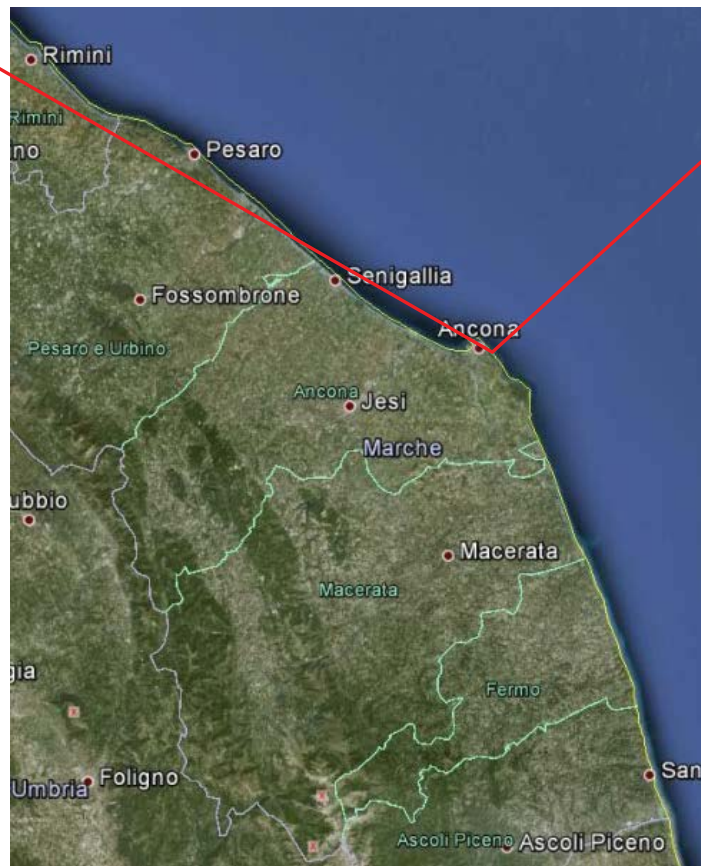 Rimini
Rimini
no
Pesaro
Senigallia
Fossombrone
Ancona
Pesaro e Urbino
Ancona
Jesi
Marche
ubbio
Macerata
Macerata
gia
Fermo
Foligno
Umbria
San
Ascoli Piceno
Ascoli Piceno